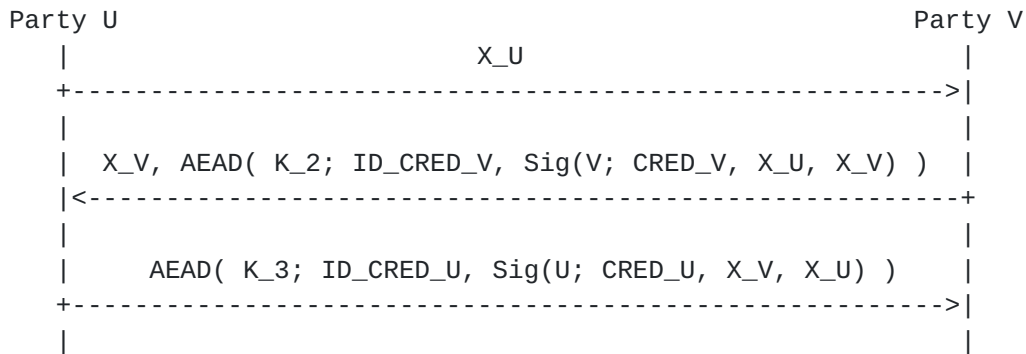 Party U Party V
X_U
X_V, AEAD( K_2; ID_CRED_V, Sig(V; CRED_V, X_U, X_V) )
AEAD( K_3; ID_CRED_U, Sig(U; CRED_U, X_V, X_U) )